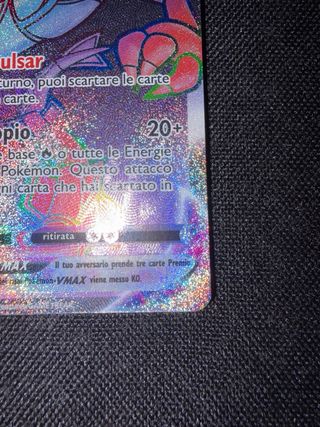 ulsar
turno, puoi scartare le carte
carte.
ppio 20+
base o tutte le Energie
Pokémon. Questo attacco
ni carta che hai scartato in
ritirata
VMAX Il tuo avversario prende tre carte Premio
Pokémon-VMAX viene messo KO.